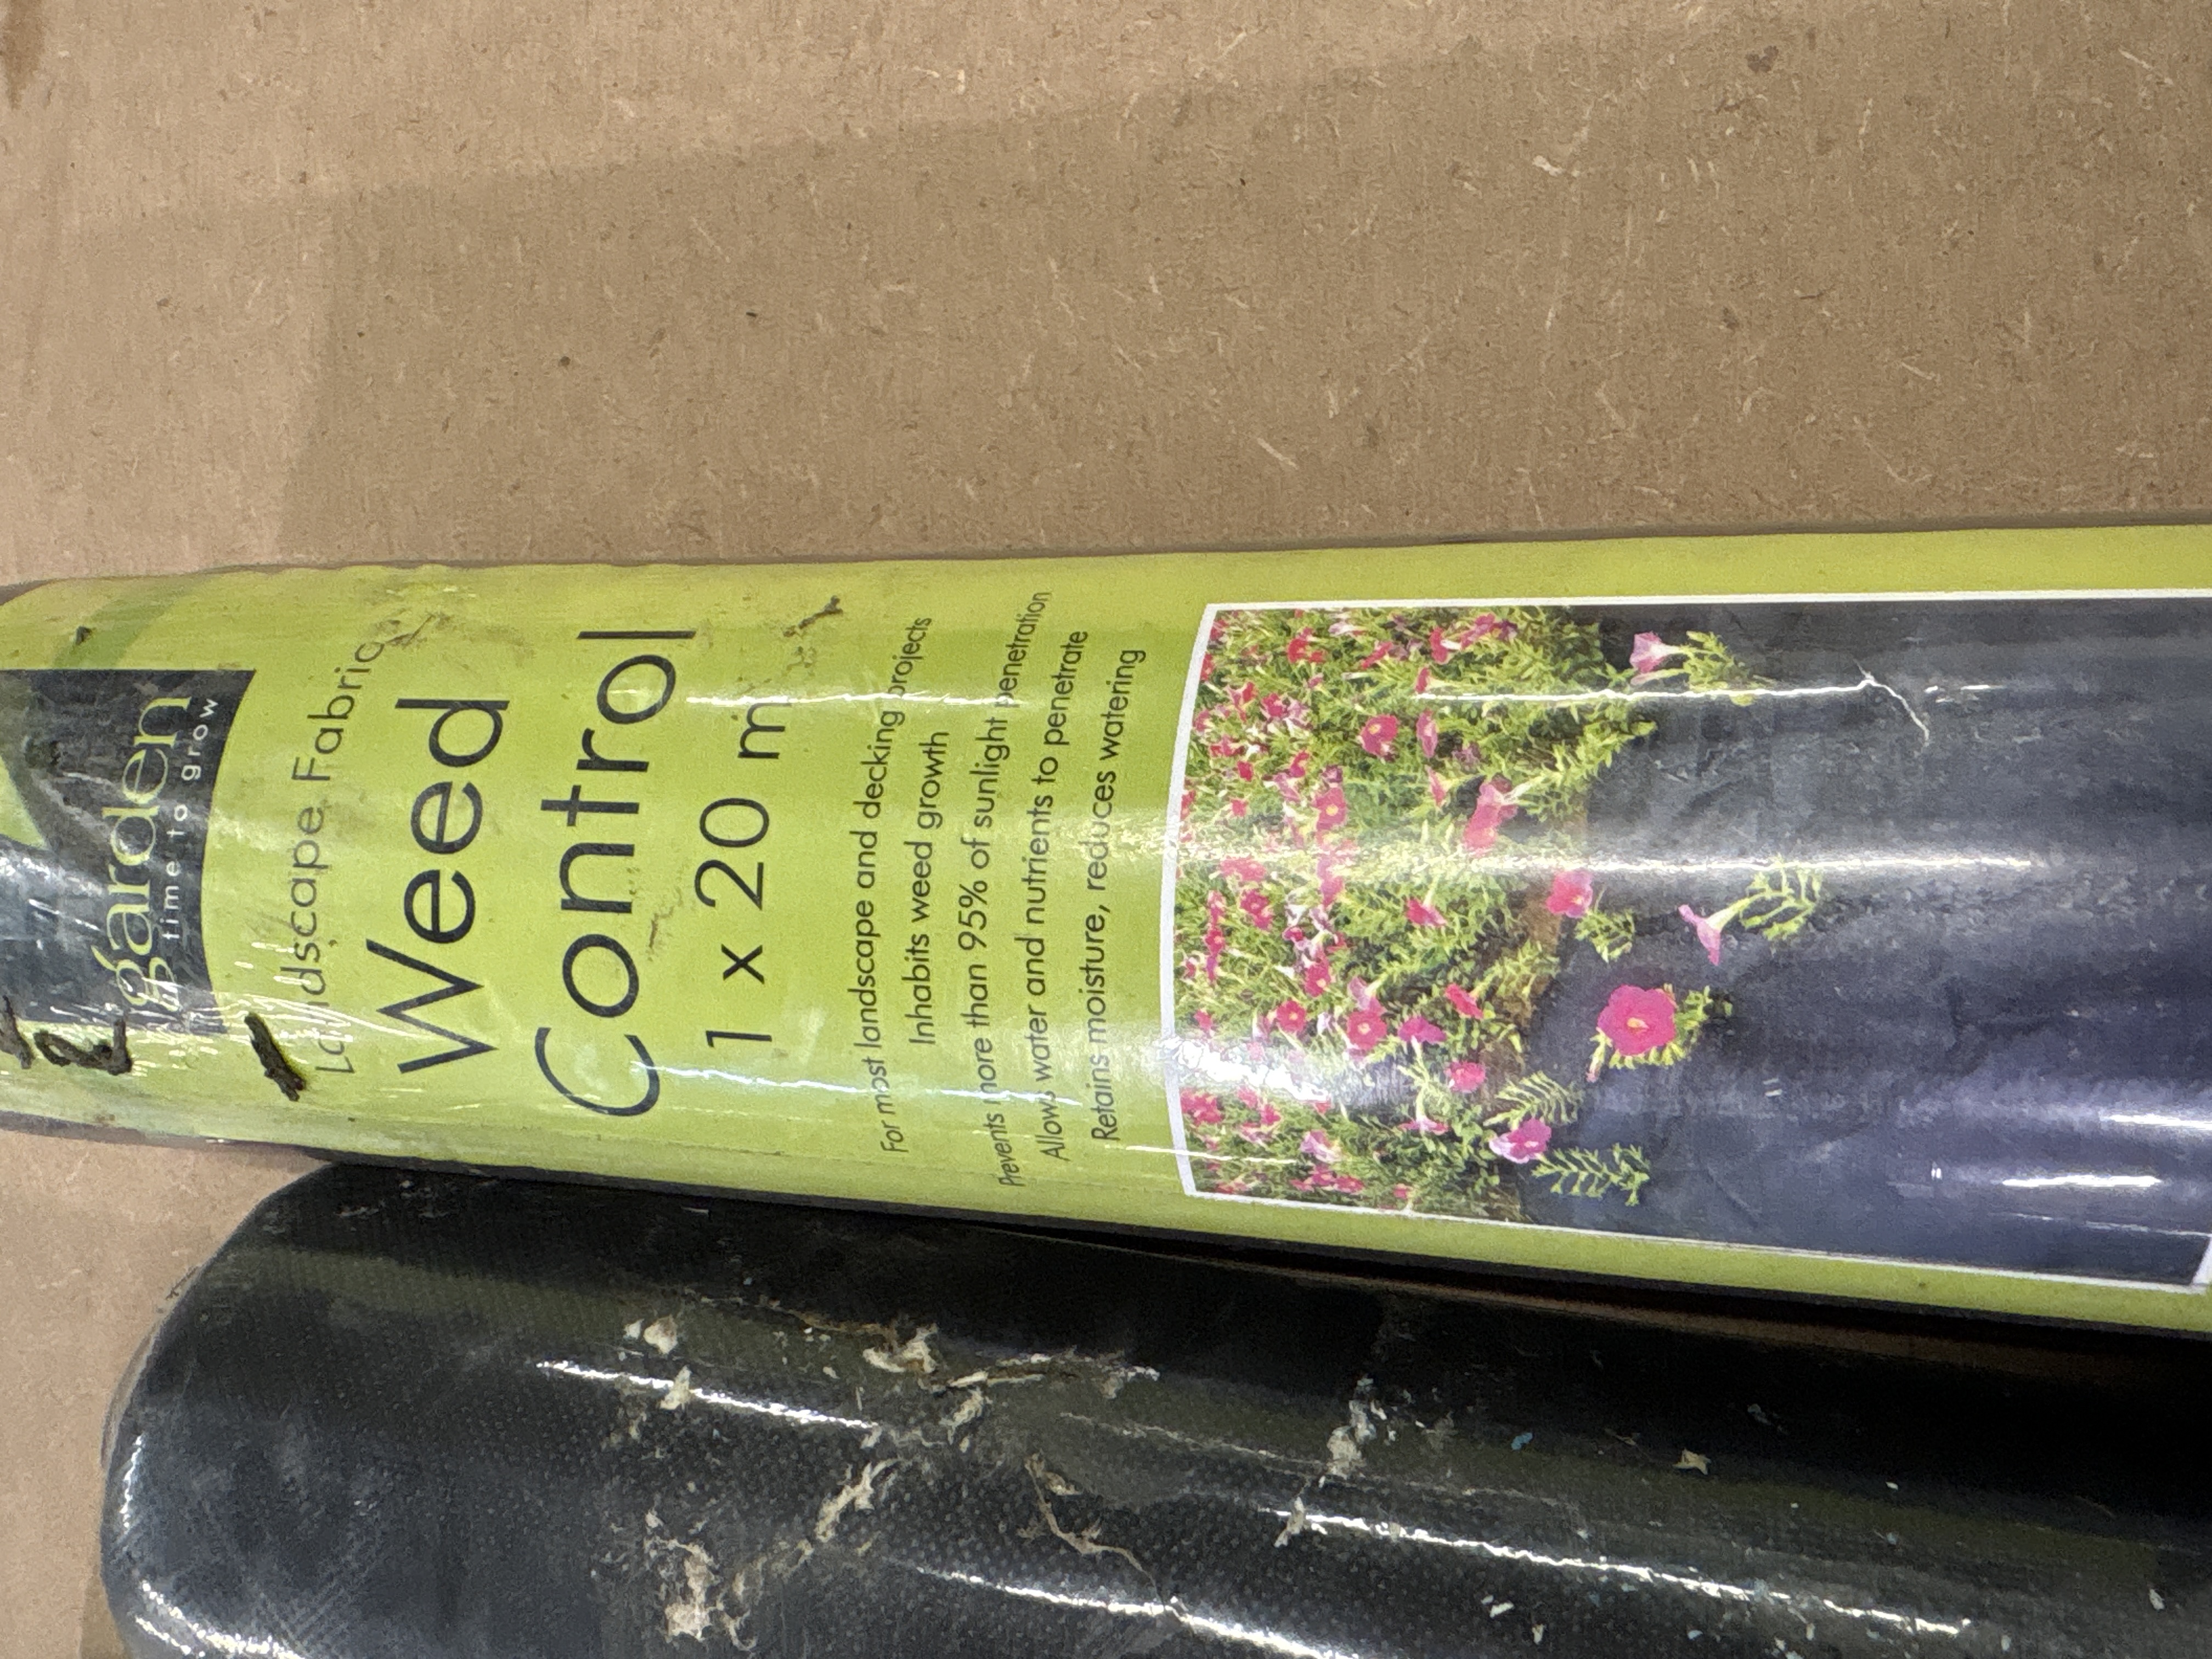 garden
time to grow
Landscape Fabric
Weed
Control
1 x 20 m
For most landscape and decking projects
Inhabits weed growth
Prevents more than 95% of sunlight penetration
Allows water and nutrients to penetrate
Retains moisture, reduces watering